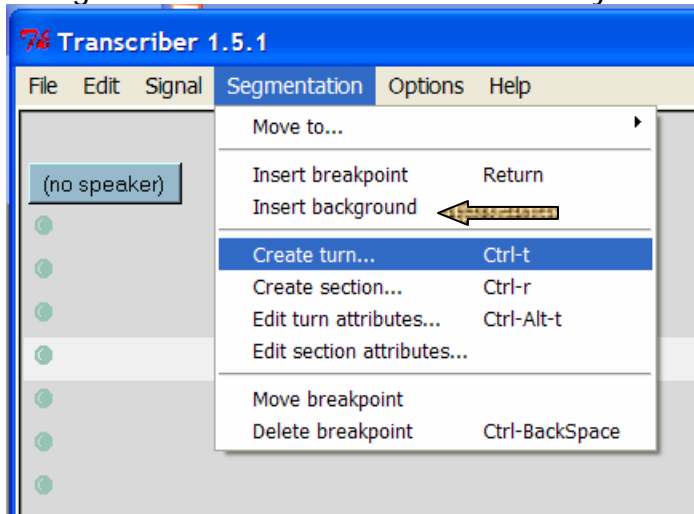 Transcriber 1.5.1
File Edit Signal Segmentation Options Help
Move to...
(no speaker)
Insert breakpoint Return
Insert background
Create turn... Ctrl-t
Create section... Ctrl-r
Edit turn attributes... Ctrl-Alt-t
Edit section attributes...
Move breakpoint
Delete breakpoint Ctrl-BackSpace